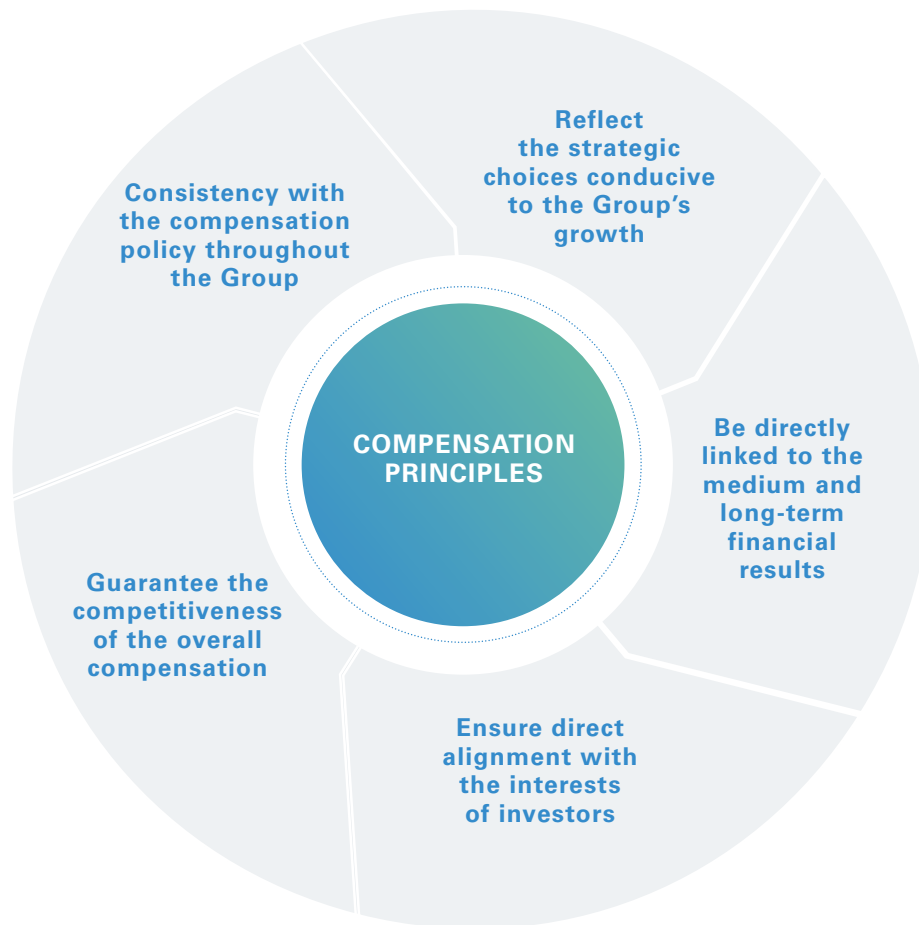 Reflect
the strategic
choices conducive
to the Group’s
growth
Consistency with
the compensation
policy throughout
the Group
COMPENSATION
PRINCIPLES
Be directly
linked to the
medium and
long-term
financial
results
Guarantee the
competitiveness
of the overall
compensation
Ensure direct
alignment with
the interests
of investors